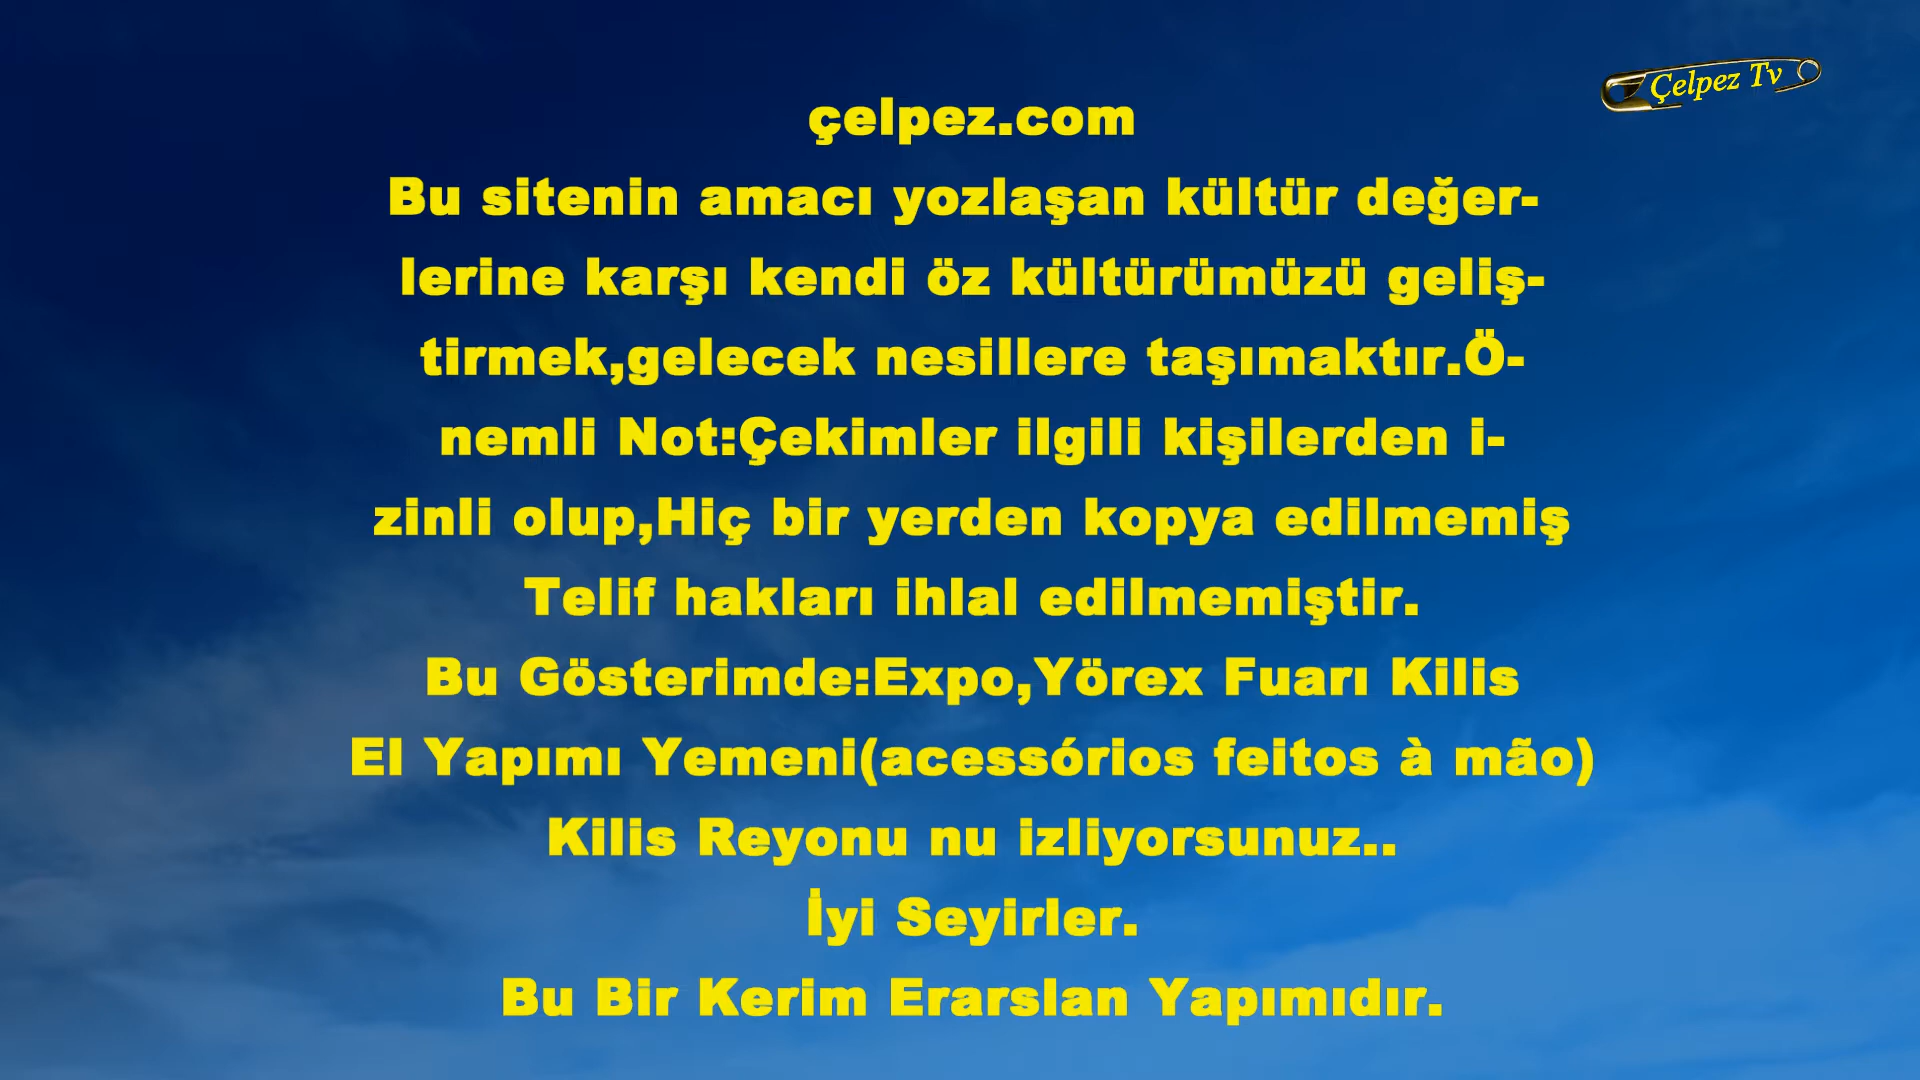 Çelpez Tv
çelpez.com
Bu sitenin amacı yozlaşan kültür değer-
lerine karşı kendi öz kültürümüzü geliş-
tirmek,gelecek nesillere taşımaktır.Ö-
nemli Not:Çekimler ilgili kişilerden i-
zinli olup,Hiç bir yerden kopya edilmemiş
Telif hakları ihlal edilmemiştir.
Bu Gösterimde:Expo,Yörex Fuarı Kilis
El Yapımı Yemeni(acessórios feitos à mão)
Kilis Reyonu nu izliyorsunuz..
İyi Seyirler.
Bu Bir Kerim Erarslan Yapımıdır.